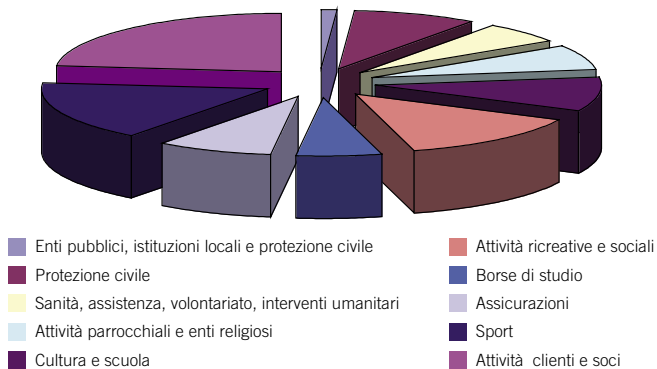 Enti pubblici, istituzioni locali e protezione civile
Protezione civile
Sanità, assistenza, volontariato, interventi umanitari
Attività parrocchiali e enti religiosi
Cultura e scuola
Attività ricreative e sociali
Borse di studio
Assicurazioni
Sport
Attività clienti e soci